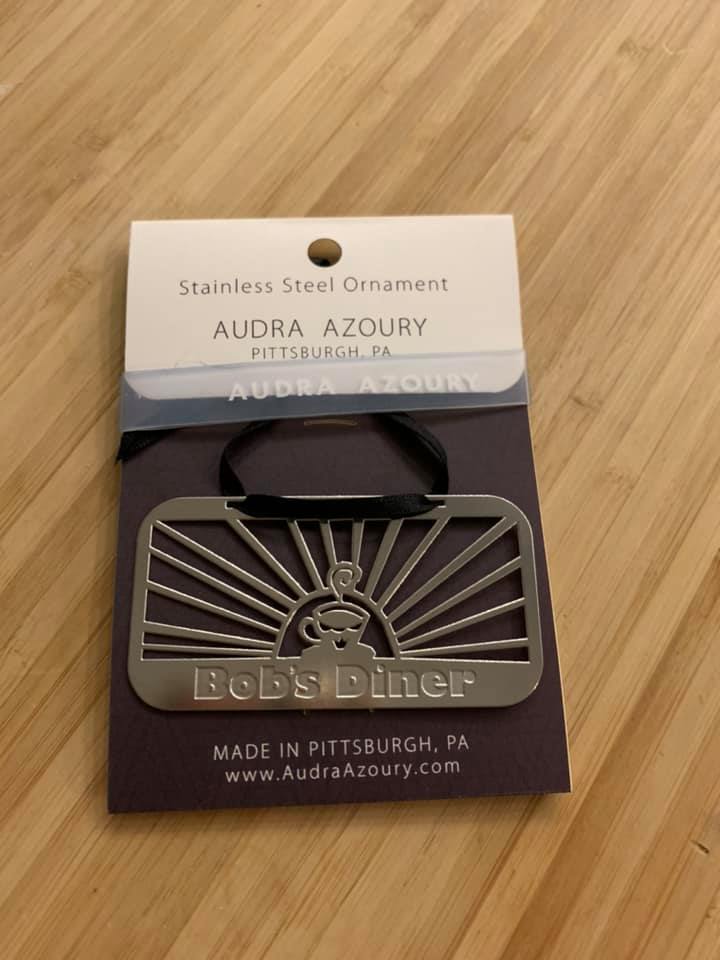 Stainless Steel Ornament
AUDRA AZOURY
PITTSBURGH, PA
AUDRA AZOURY
Bob's Diner
MADE IN PITTSBURGH, PA
www.AudraAzoury.com